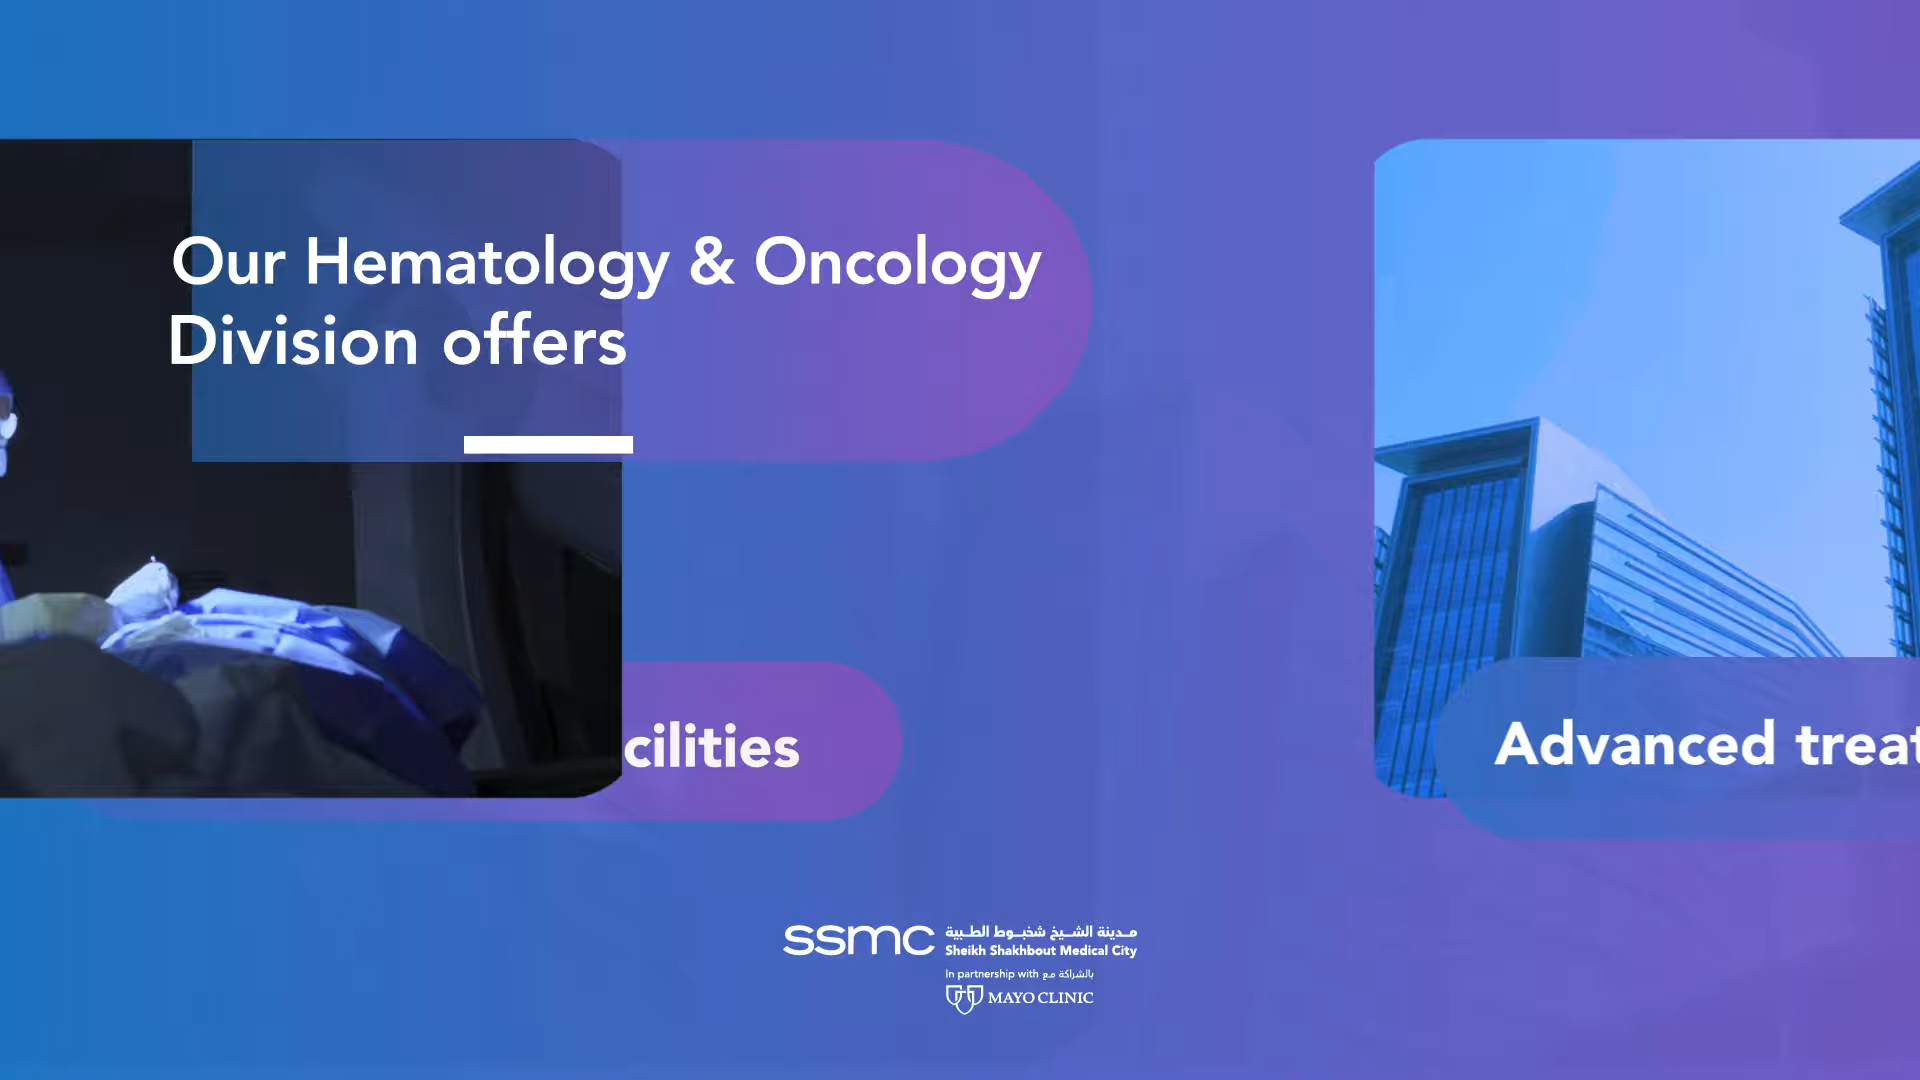 Our Hematology & Oncology
Division offers
cilities
Advanced treat
ssmc
مدينة الشيخ شخبوط الطبية
Sheikh Shakhbout Medical City
In partnership with بالشراكة مع
MAYO CLINIC